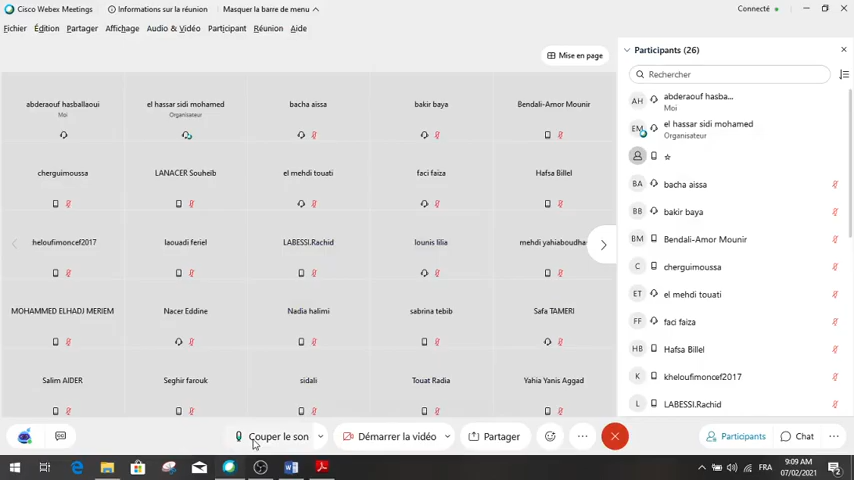 Cisco Webex Meetings
Informations sur la réunion
Masquer la barre de menu
Connecté
Fichier Édition Partager Affichage Audio & Vidéo Participant Réunion Aide
Mise en page
abderaouf hasballaoui
Moi
el hassar sidi mohamed
Organisateur
bacha aissa
bakir baya
Bendali-Amor Mounir
cherguimoussa
LANACER Souheib
el mehdi touati
faci faiza
Hafsa Billel
heloufimoncef2017
laouadi feriel
LABESSI.Rachid
lounis lilia
mehdi yahiaboudha
MOHAMMED ELHADJ MERIEM
Nacer Eddine
Nadia halimi
sabrina tebib
Safa TAMERI
Salim AIDER
Seghir farouk
sidali
Touat Radia
Yahia Yanis Aggad
Participants (26)
Rechercher
AH abderaouf hasba...
Moi
EM el hassar sidi mohamed
Organisateur
BA bacha aissa
BB bakir baya
BM Bendali-Amor Mounir
C cherguimoussa
ET el mehdi touati
FF faci faiza
HB Hafsa Billel
K kheloufimoncef2017
L LABESSI.Rachid
Couper le son
Démarrer la vidéo
Partager
Participants
Chat
FRA
9:09 AM
07/02/2021
2